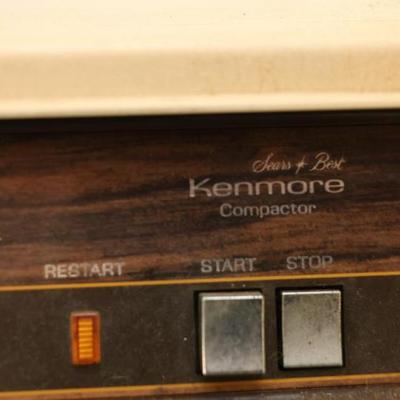 Sears ★ Best
Kenmore
Compactor
RESTART START STOP